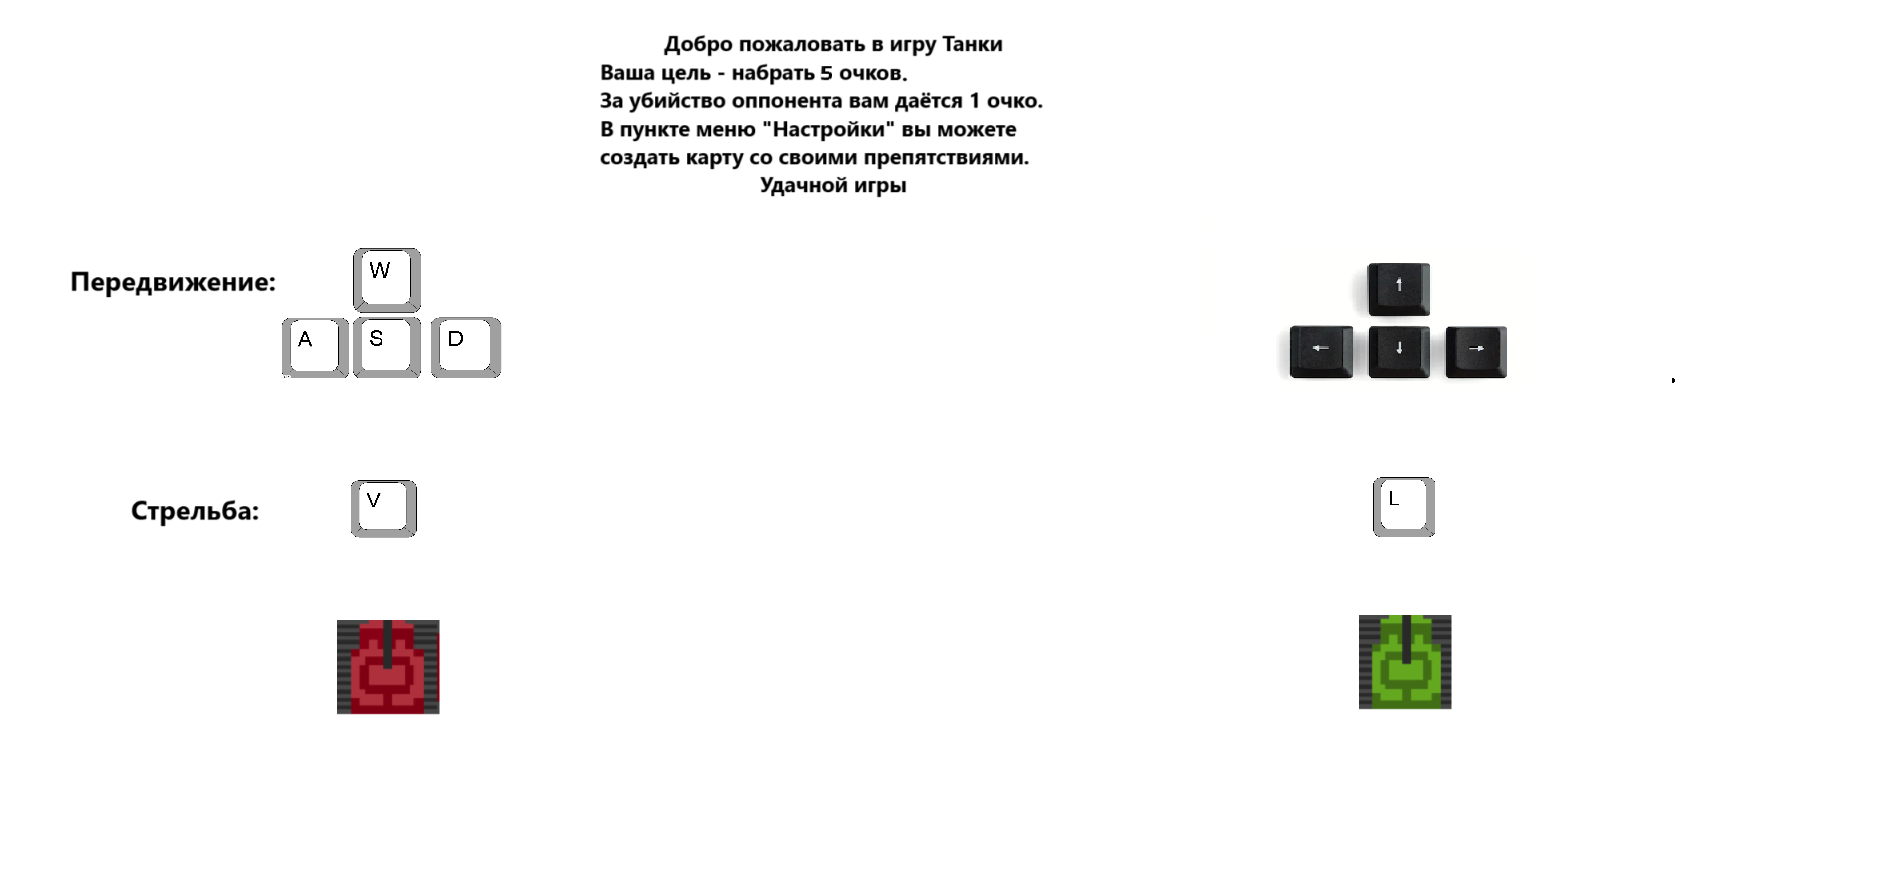 Добро пожаловать в игру Танки
Ваша цель - набрать 5 очков.
За убийство оппонента вам даётся 1 очко.
В пункте меню "Настройки" вы можете
создать карту со своими препятствиями.
Удачной игры
Передвижение:
W
↑
A S D
← ↓ →
Стрельба:
V
L